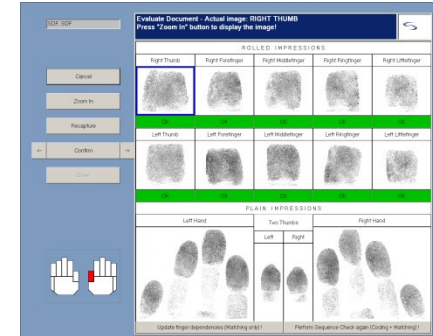 SDF, SDF
Evaluate Document - Actual image: RIGHT THUMB
Press "Zoom In" button to display the image!
ROLLED IMPRESSIONS
Right Thumb Right Forefinger Right Middlefinger Right Ringfinger Right Littlefinger
Cancel
Zoom In
OK OK OK OK OK
Recapture
Left Thumb Left Forefinger Left Middlefinger Left Ringfinger Left Littlefinger
← Confirm →
OK OK OK OK OK
PLAIN IMPRESSIONS
Left Hand Two Thumbs Right Hand
Left Right
Update finger dependencies (Matching only)! Perform Sequence Check again (Coding + Matching)!